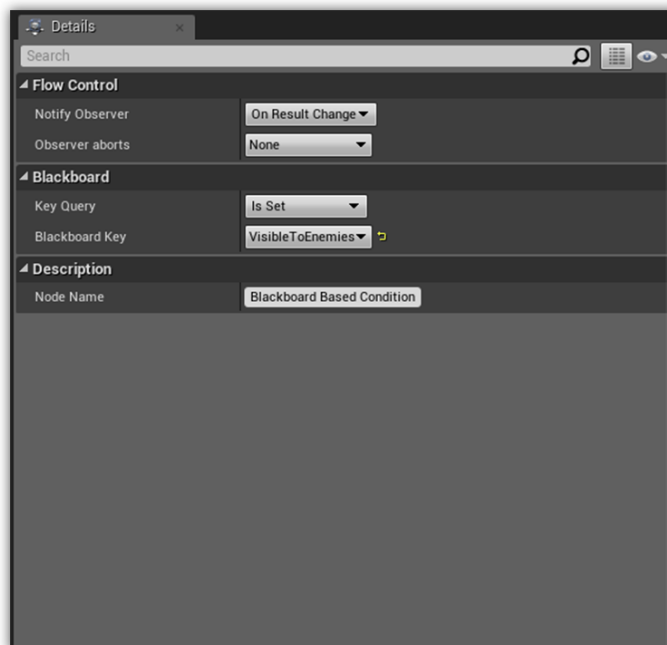 Details
Search
Flow Control
Notify Observer On Result Change
Observer aborts None
Blackboard
Key Query Is Set
Blackboard Key VisibleToEnemies
Description
Node Name Blackboard Based Condition